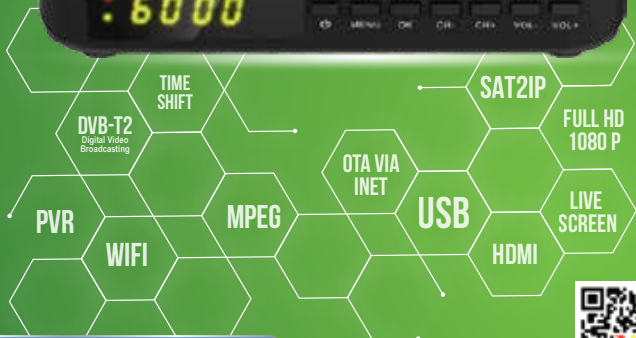 6000
MENU OK CH- CH+ VOL- VOL+
TIME
SHIFT
SAT2IP
DVB-T2
Digital Video
Broadcasting
FULL HD
1080 P
OTA VIA
INET
PVR
MPEG
USB
LIVE
SCREEN
WIFI
HDMI